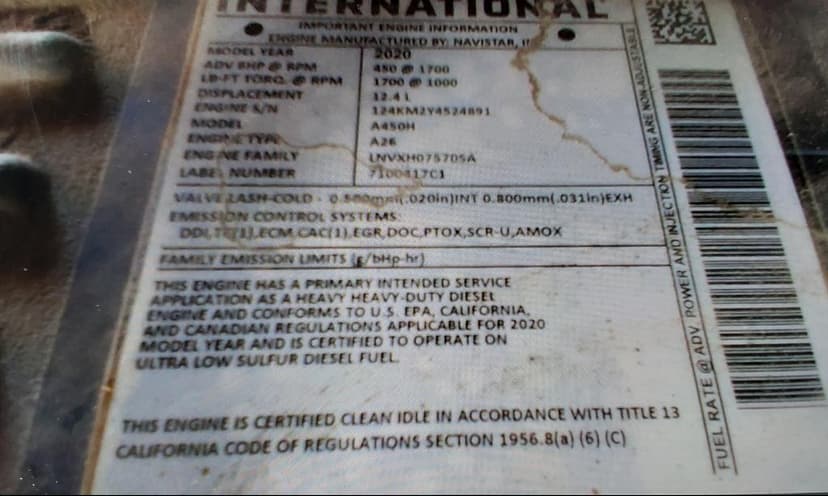 INTERNATIONAL
IMPORTANT ENGINE INFORMATION
ENGINE MANUFACTURED BY: NAVISTAR,
MODEL YEAR 2020
ADV BHP @ RPM 450 @ 1700
LB-FT TORQ. @ RPM 1700 @ 1000
DISPLACEMENT 12.4 L
ENGINE S/N 124KM2Y4524891
MODEL A450H
ENGINE TYPE A26
ENGINE FAMILY LNVXH075705A
LABEL NUMBER 7100417C1
VALVE LASH-COLD - 0.500mm(.020in)INT 0.800mm(.031in)EXH
EMISSION CONTROL SYSTEMS:
DDI,TC(1),ECM,CAC(1),EGR,DOC,PTOX,SCR-U,AMOX
FAMILY EMISSION LIMITS (g/bHp-hr)
THIS ENGINE HAS A PRIMARY INTENDED SERVICE
APPLICATION AS A HEAVY HEAVY-DUTY DIESEL
ENGINE AND CONFORMS TO U.S. EPA, CALIFORNIA,
AND CANADIAN REGULATIONS APPLICABLE FOR 2020
MODEL YEAR AND IS CERTIFIED TO OPERATE ON
ULTRA LOW SULFUR DIESEL FUEL.
THIS ENGINE IS CERTIFIED CLEAN IDLE IN ACCORDANCE WITH TITLE 13
CALIFORNIA CODE OF REGULATIONS SECTION 1956.8(a) (6) (C)
FUEL RATE @ ADV. POWER AND INJECTION TIMING ARE NON-ADJUSTABLE